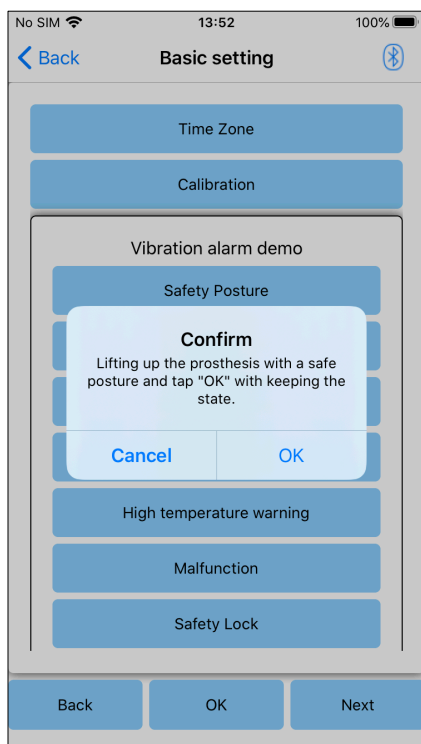 No SIM 13:52 100%
Back Basic setting
Time Zone
Calibration
Vibration alarm demo
Safety Posture
Confirm
Lifting up the prosthesis with a safe
posture and tap "OK" with keeping the
state.
Cancel OK
High temperature warning
Malfunction
Safety Lock
Back OK Next